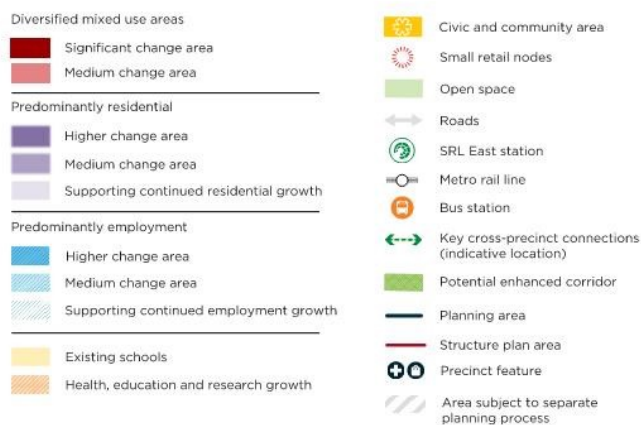 Diversified mixed use areas
Significant change area
Medium change area
Predominantly residential
Higher change area
Medium change area
Supporting continued residential growth
Predominantly employment
Higher change area
Medium change area
Supporting continued employment growth
Existing schools
Health, education and research growth
Civic and community area
Small retail nodes
Open space
Roads
SRL East station
Metro rail line
Bus station
Key cross-precinct connections
(indicative location)
Potential enhanced corridor
Planning area
Structure plan area
Precinct feature
Area subject to separate
planning process